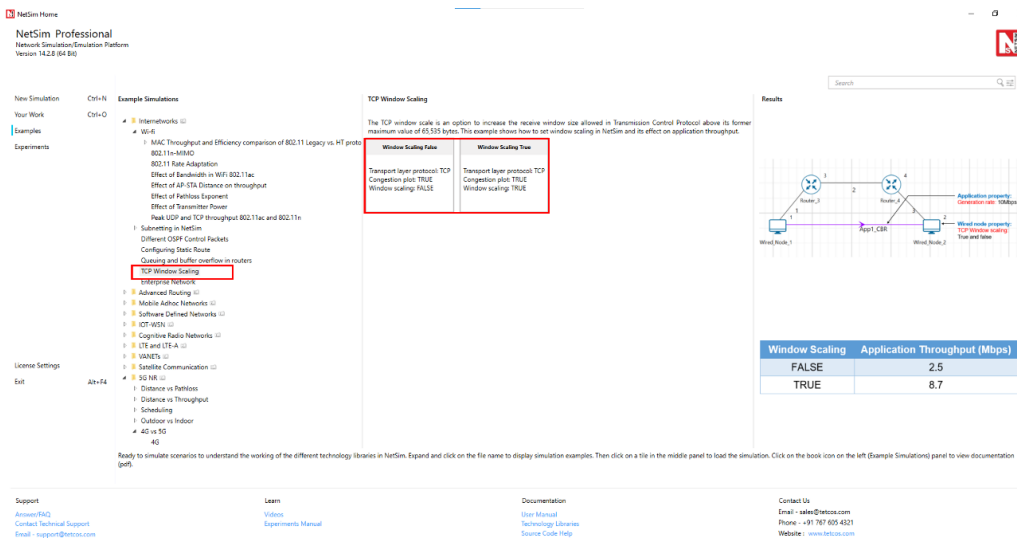 NetSim Home
NetSim Professional
Network Simulation/Emulation Platform
Version 14.2.8 (64 Bit)
Search
New Simulation Ctrl+N
Your Work Ctrl+O
Examples
Experiments
License Settings
Exit Alt+F4
Example Simulations
Internetworks
Wi-fi
MAC Throughput and Efficiency comparison of 802.11 Legacy vs. HT proto
802.11n-MIMO
802.11 Rate Adaptation
Effect of Bandwidth in WiFi 802.11ac
Effect of AP-STA Distance on throughput
Effect of Pathloss Exponent
Effect of Transmitter Power
Peak UDP and TCP throughput 802.11ac and 802.11n
Subnetting in NetSim
Different OSPF Control Packets
Configuring Static Route
Queuing and buffer overflow in routers
TCP Window Scaling
Enterprise Network
Advanced Routing
Mobile Adhoc Networks
Software Defined Networks
IOT-WSN
Cognitive Radio Networks
LTE and LTE-A
VANETs
Satellite Communication
5G NR
Distance vs Pathloss
Distance vs Throughput
Scheduling
Outdoor vs Indoor
4G vs 5G
4G
TCP Window Scaling
The TCP window scale is an option to increase the receive window size allowed in Transmission Control Protocol above its former
maximum value of 65,535 bytes. This example shows how to set window scaling in NetSim and its effect on application throughput.
Window Scaling False
Transport layer protocol: TCP
Congestion plot: TRUE
Window scaling: FALSE
Window Scaling True
Transport layer protocol: TCP
Congestion plot: TRUE
Window scaling: TRUE
Results
3
4
2
Router_3
Router_4
1
3
1
2
App1_CBR
Wired_Node_1
Wired_Node_2
Application property:
Generation rate: 10Mbps
Wired node property:
TCP Window scaling:
True and false
Window Scaling Application Throughput (Mbps)
FALSE 2.5
TRUE 8.7
Ready to simulate scenarios to understand the working of the different technology libraries in NetSim. Expand and click on the file name to display simulation examples. Then click on a tile in the middle panel to load the simulation. Click on the book icon on the left (Example Simulations) panel to view documentation
(pdf).
Support
Answer/FAQ
Contact Technical Support
Email - support@tetcos.com
Learn
Videos
Experiments Manual
Documentation
User Manual
Technology Libraries
Source Code Help
Contact Us
Email - sales@tetcos.com
Phone - +91 767 605 4321
Website : www.tetcos.com